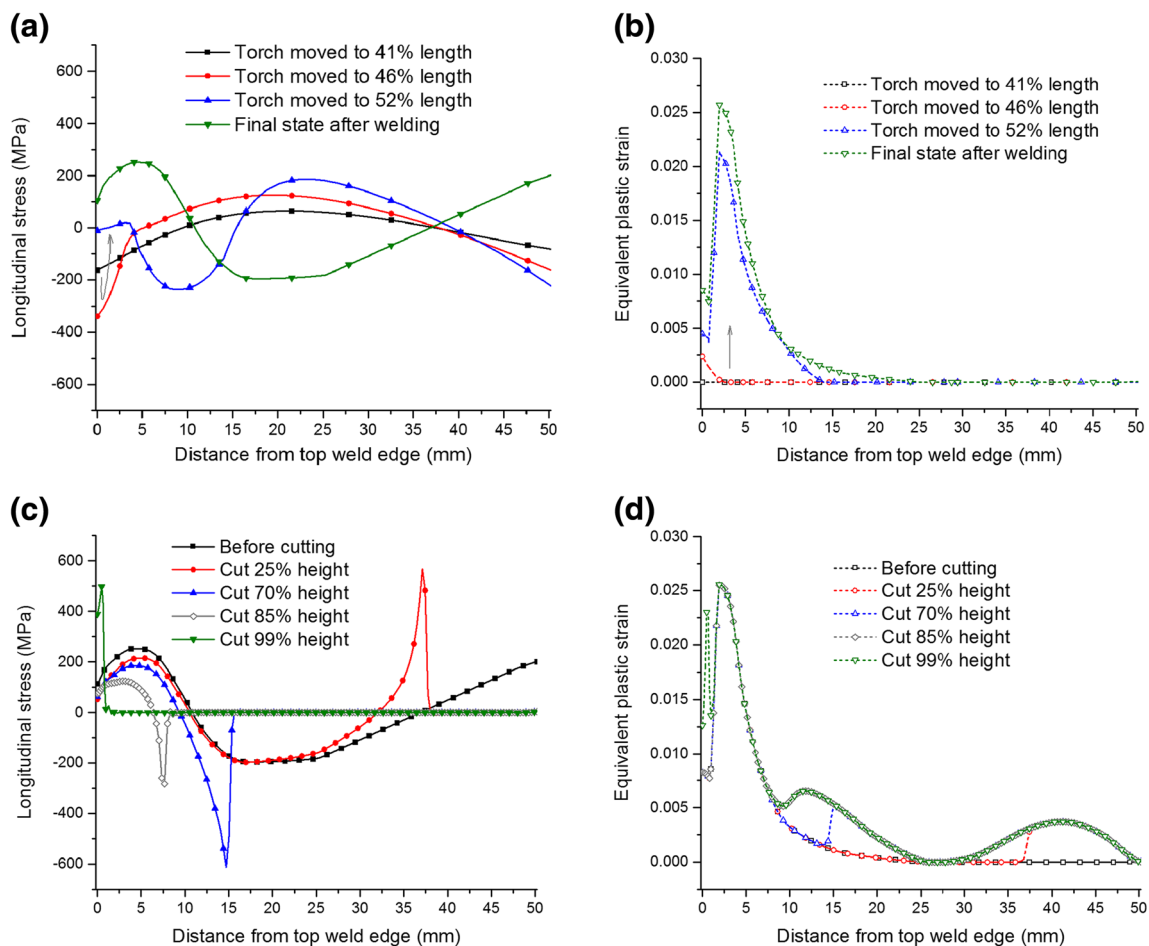 (a)
Torch moved to 41% length
Torch moved to 46% length
Torch moved to 52% length
Final state after welding
Longitudinal stress (MPa)
600
400
200
0
-200
-400
-600
0 5 10 15 20 25 30 35 40 45 50
Distance from top weld edge (mm)
(b)
Torch moved to 41% length
Torch moved to 46% length
Torch moved to 52% length
Final state after welding
Equivalent plastic strain
0.030
0.025
0.020
0.015
0.010
0.005
0.000
0 5 10 15 20 25 30 35 40 45 50
Distance from top weld edge (mm)
(c)
Before cutting
Cut 25% height
Cut 70% height
Cut 85% height
Cut 99% height
Longitudinal stress (MPa)
600
400
200
0
-200
-400
-600
0 5 10 15 20 25 30 35 40 45 50
Distance from top weld edge (mm)
(d)
Before cutting
Cut 25% height
Cut 70% height
Cut 85% height
Cut 99% height
Equivalent plastic strain
0.030
0.025
0.020
0.015
0.010
0.005
0.000
0 5 10 15 20 25 30 35 40 45 50
Distance from top weld edge (mm)